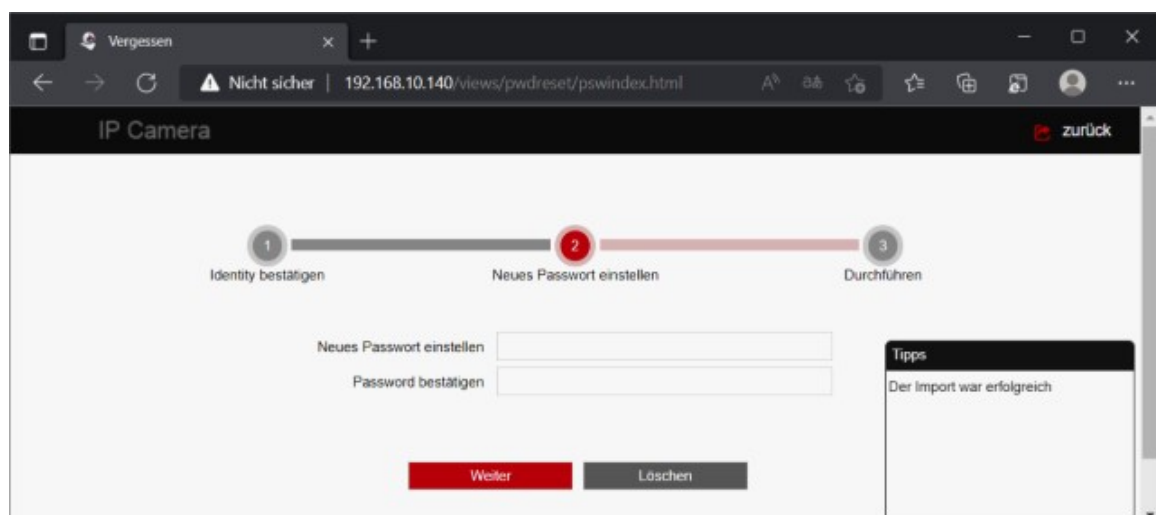 Vergessen
Nicht sicher | 192.168.10.140/views/pwdreset/pswindex.html
IP Camera
zurück
1
2
3
Identity bestätigen
Neues Passwort einstellen
Durchführen
Neues Passwort einstellen
Password bestätigen
Tipps
Der Import war erfolgreich
Weiter
Löschen